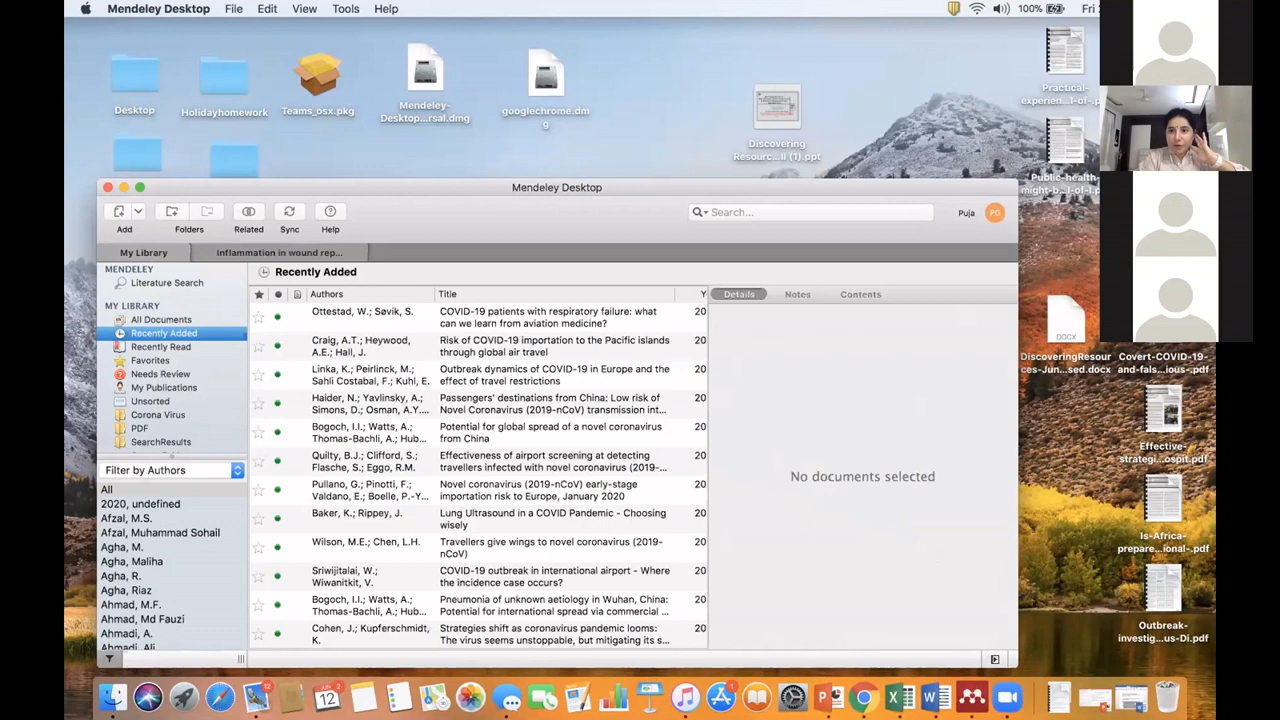 Mendeley Desktop File Edit View Tools Help 100% Fri
Desktop
Holidayhomework
Teams_osx.pkg
Mendeley-
Desktop...rsal.dmg
googlechrome.dm
g
Discovering
Resourc...II (1).ppt
Practical-
experien...l-of-.p
Public-health-
might-b...l-of-I.p
Mendeley Desktop
Add
Folders
Related
Sync
Help
Search...
Puja
PG
My Library
Inflammation in wound rep...
MENDELEY
Literature Search
MY LIBRARY
All Documents
Recently Added
Recently Read
Favorites
Needs Review
My Publications
Unsorted
Corona Virus
PDF
SearchResults
Filter by Authors
All
2020, undefined
Afzal, M.S.
Afzal, Muhammad Sohail
Agha, M.
Agha, Maliha
Agha, R.
Agha, Riaz
Ahmad, M.F.
Ahmad, Md Fauzi
Ahmadi, A.
Ahmadi, Ali
Recently Added
Authors Title Y
Ottestad, W.; Søvik, S.
COVID-19 patients with respiratory failure: what
can we learn from aviation medicine?
20
Craig, A.T.; Heywood,
A.E.; Hall, J.
Risk of COVID-19 importation to the Pacific islands
through global air travel
20
Linka, K.; Peirlinck, M.;
Sahli Costabal, F.; Kuhl, E.
Outbreak dynamics of COVID-19 in Europe and the
effect of travel restrictions
20
Haider, N.; Yavlinsky, A.;
Simons, D.; Osman, A.Y....
Passengers' destinations from China: Low risk of
Novel Coronavirus (2019-nCoV) transmission int...
20
Bogoch, I.I.; Watts, A.;
Thomas-Bachli, A.; Hub...
Potential for global spread of a novel coronavirus
from China
20
Quilty, B.J.; Clifford, S.;
Flasche, S.; Eggo, R.M.
Effectiveness of airport screening at detecting
travellers infected with novel coronavirus (2019-...
20
Pullano, G.; Pinotti, F.;
Valdano, E.; Boelle, P.-Y...
Novel coronavirus (2019-nCoV) early-stage
importation risk to Europe, January 2020
20
Baker, K.; Rippey, J.
Lung Ultrasound in a COVID Pandemic - Choosing
wisely
20
Wilson, M.E.; Chen, L.H.
Travellers give wings to novel coronavirus (2019-
nCoV)
20
Sriwijitalai, W.;
Wiwanitkit, V.
COVID-19 outbreak in international airport - Where
the incidence case occurs?
20
Bogoch, I.I.; Watts, A.;
Thomas-Bachli, A.; Hub...
Pneumonia of unknown aetiology in Wuhan, China:
Potential for international spread via commercial ...
20
Cohen, J.; Kupferschmidt,
K.
Strategies shift as coronavirus pandemic looms:
The virus seems unstoppable, but mitigating its s...
20
Details Notes Contents
No documents selected
DOCX
DiscoveringResour
ces-Jun...sed.docx
Covert-COVID-19-
and-fals...ious-.pdf
Effective-
strategi...ospit.pdf
Is-Africa-
prepare...ional-.pdf
Outbreak-
investig...us-Di.pdf
12
JUN
12